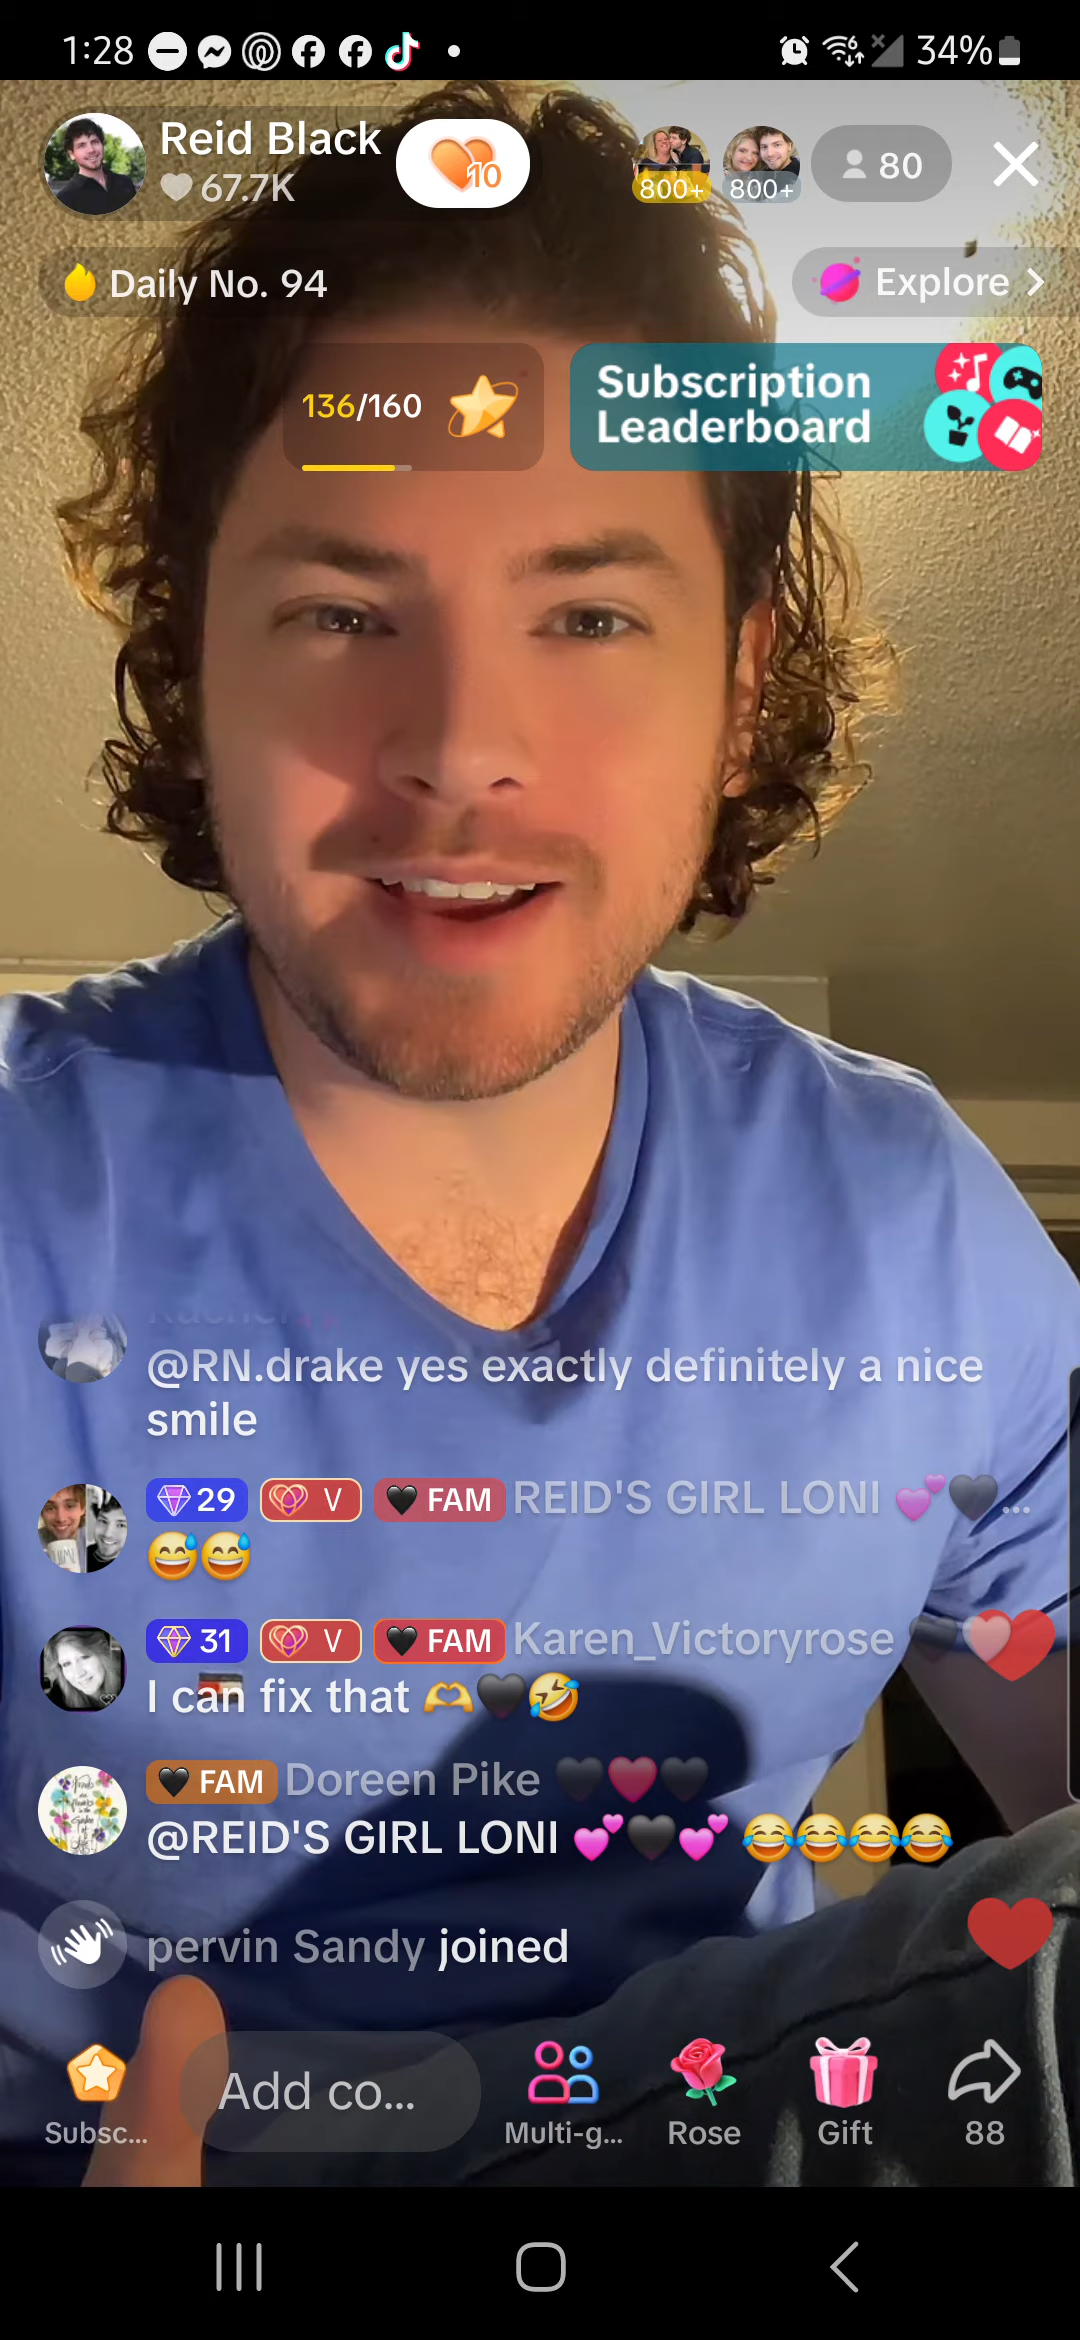 1:28
34%
Reid Black
67.7K
10
800+
800+
80
Daily No. 94
Explore
136/160
Subscription
Leaderboard
@RN.drake yes exactly definitely a nice
smile
29 V 🖤 FAM REID'S GIRL LONI 💕🖤...
😅😅
31 V 🖤 FAM Karen_Victoryrose 🖤🩶
I can fix that 🫶🖤🤣
🖤 FAM Doreen Pike 🖤❤️🖤
@REID'S GIRL LONI 💕🖤💕 😂😂😂😂
pervin Sandy joined
Add co...
Subsc...
Multi-g...
Rose
Gift
88